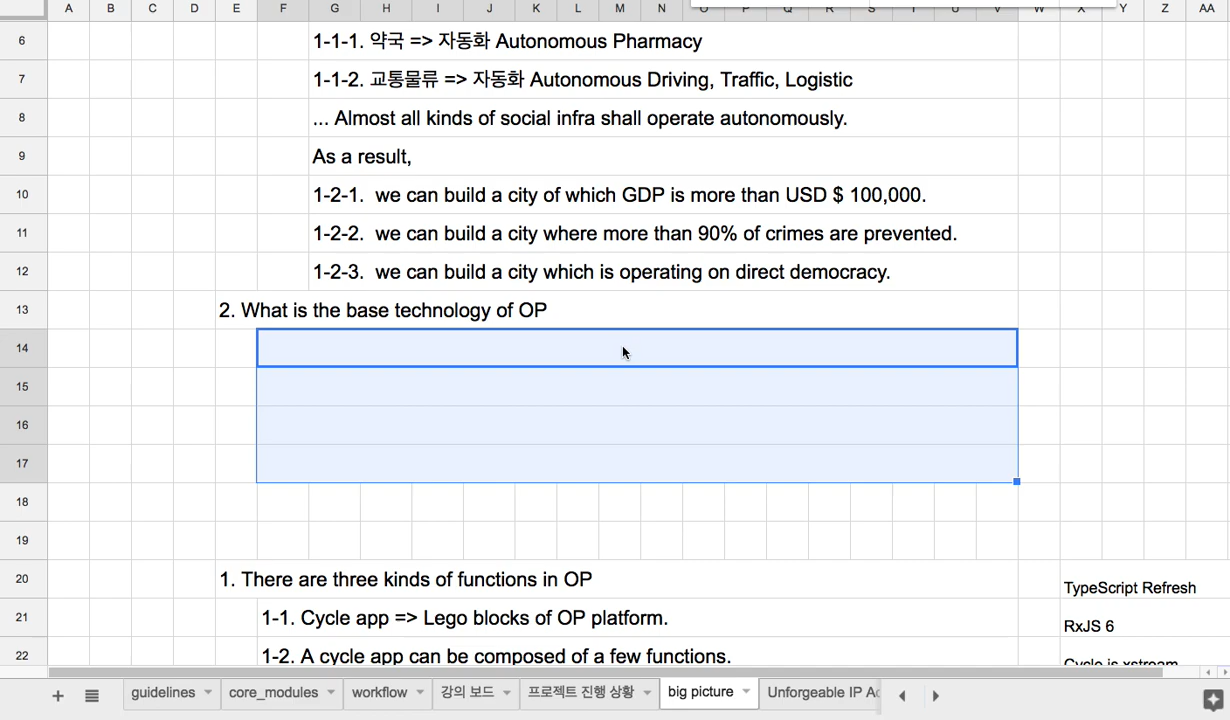 A B C D E F G H I J K L M N O P Q R S T U V W X Y Z AA
6 1-1-1. 약국 => 자동화 Autonomous Pharmacy
7 1-1-2. 교통물류 => 자동화 Autonomous Driving, Traffic, Logistic
8 ... Almost all kinds of social infra shall operate autonomously.
9 As a result,
10 1-2-1. we can build a city of which GDP is more than USD $ 100,000.
11 1-2-2. we can build a city where more than 90% of crimes are prevented.
12 1-2-3. we can build a city which is operating on direct democracy.
13 2. What is the base technology of OP
14
15
16
17
18
19
20 1. There are three kinds of functions in OP TypeScript Refresh
21 1-1. Cycle app => Lego blocks of OP platform. RxJS 6
22 1-2. A cycle app can be composed of a few functions. Cycle is xstream
guidelines core_modules workflow 강의 보드 프로젝트 진행 상황 big picture Unforgeable IP